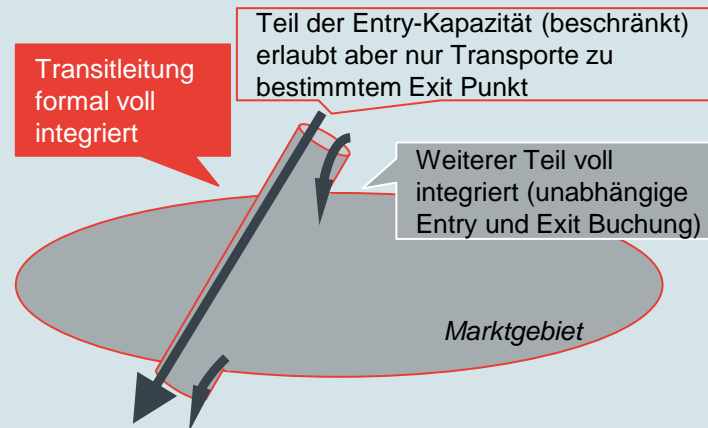 Teil der Entry-Kapazität (beschränkt)
erlaubt aber nur Transporte zu
bestimmtem Exit Punkt
Transitleitung
formal voll
integriert
Weiterer Teil voll
integriert (unabhängige
Entry und Exit Buchung)
Marktgebiet